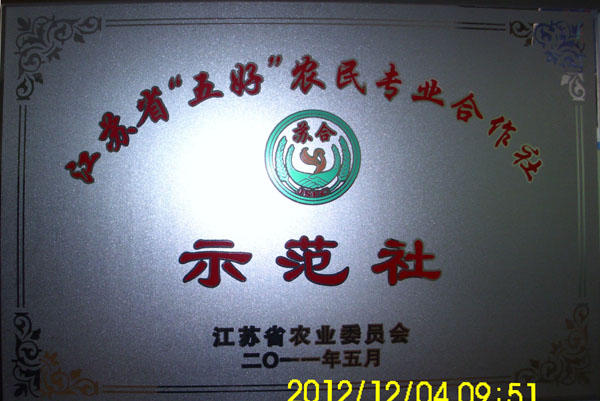 江苏省“五好”农民专业合作社
苏合
示范社
江苏省农业委员会
二〇一一年五月
2012/12/04 09:51